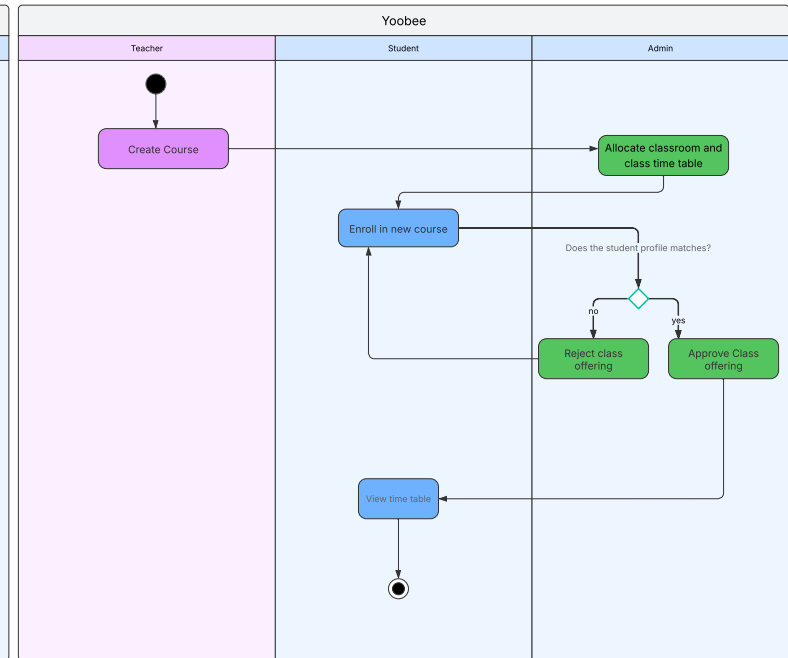 Yoobee
Teacher
Student
Admin
Create Course
Allocate classroom and
class time table
Enroll in new course
Does the student profile matches?
no
yes
Reject class
offering
Approve Class
offering
View time table